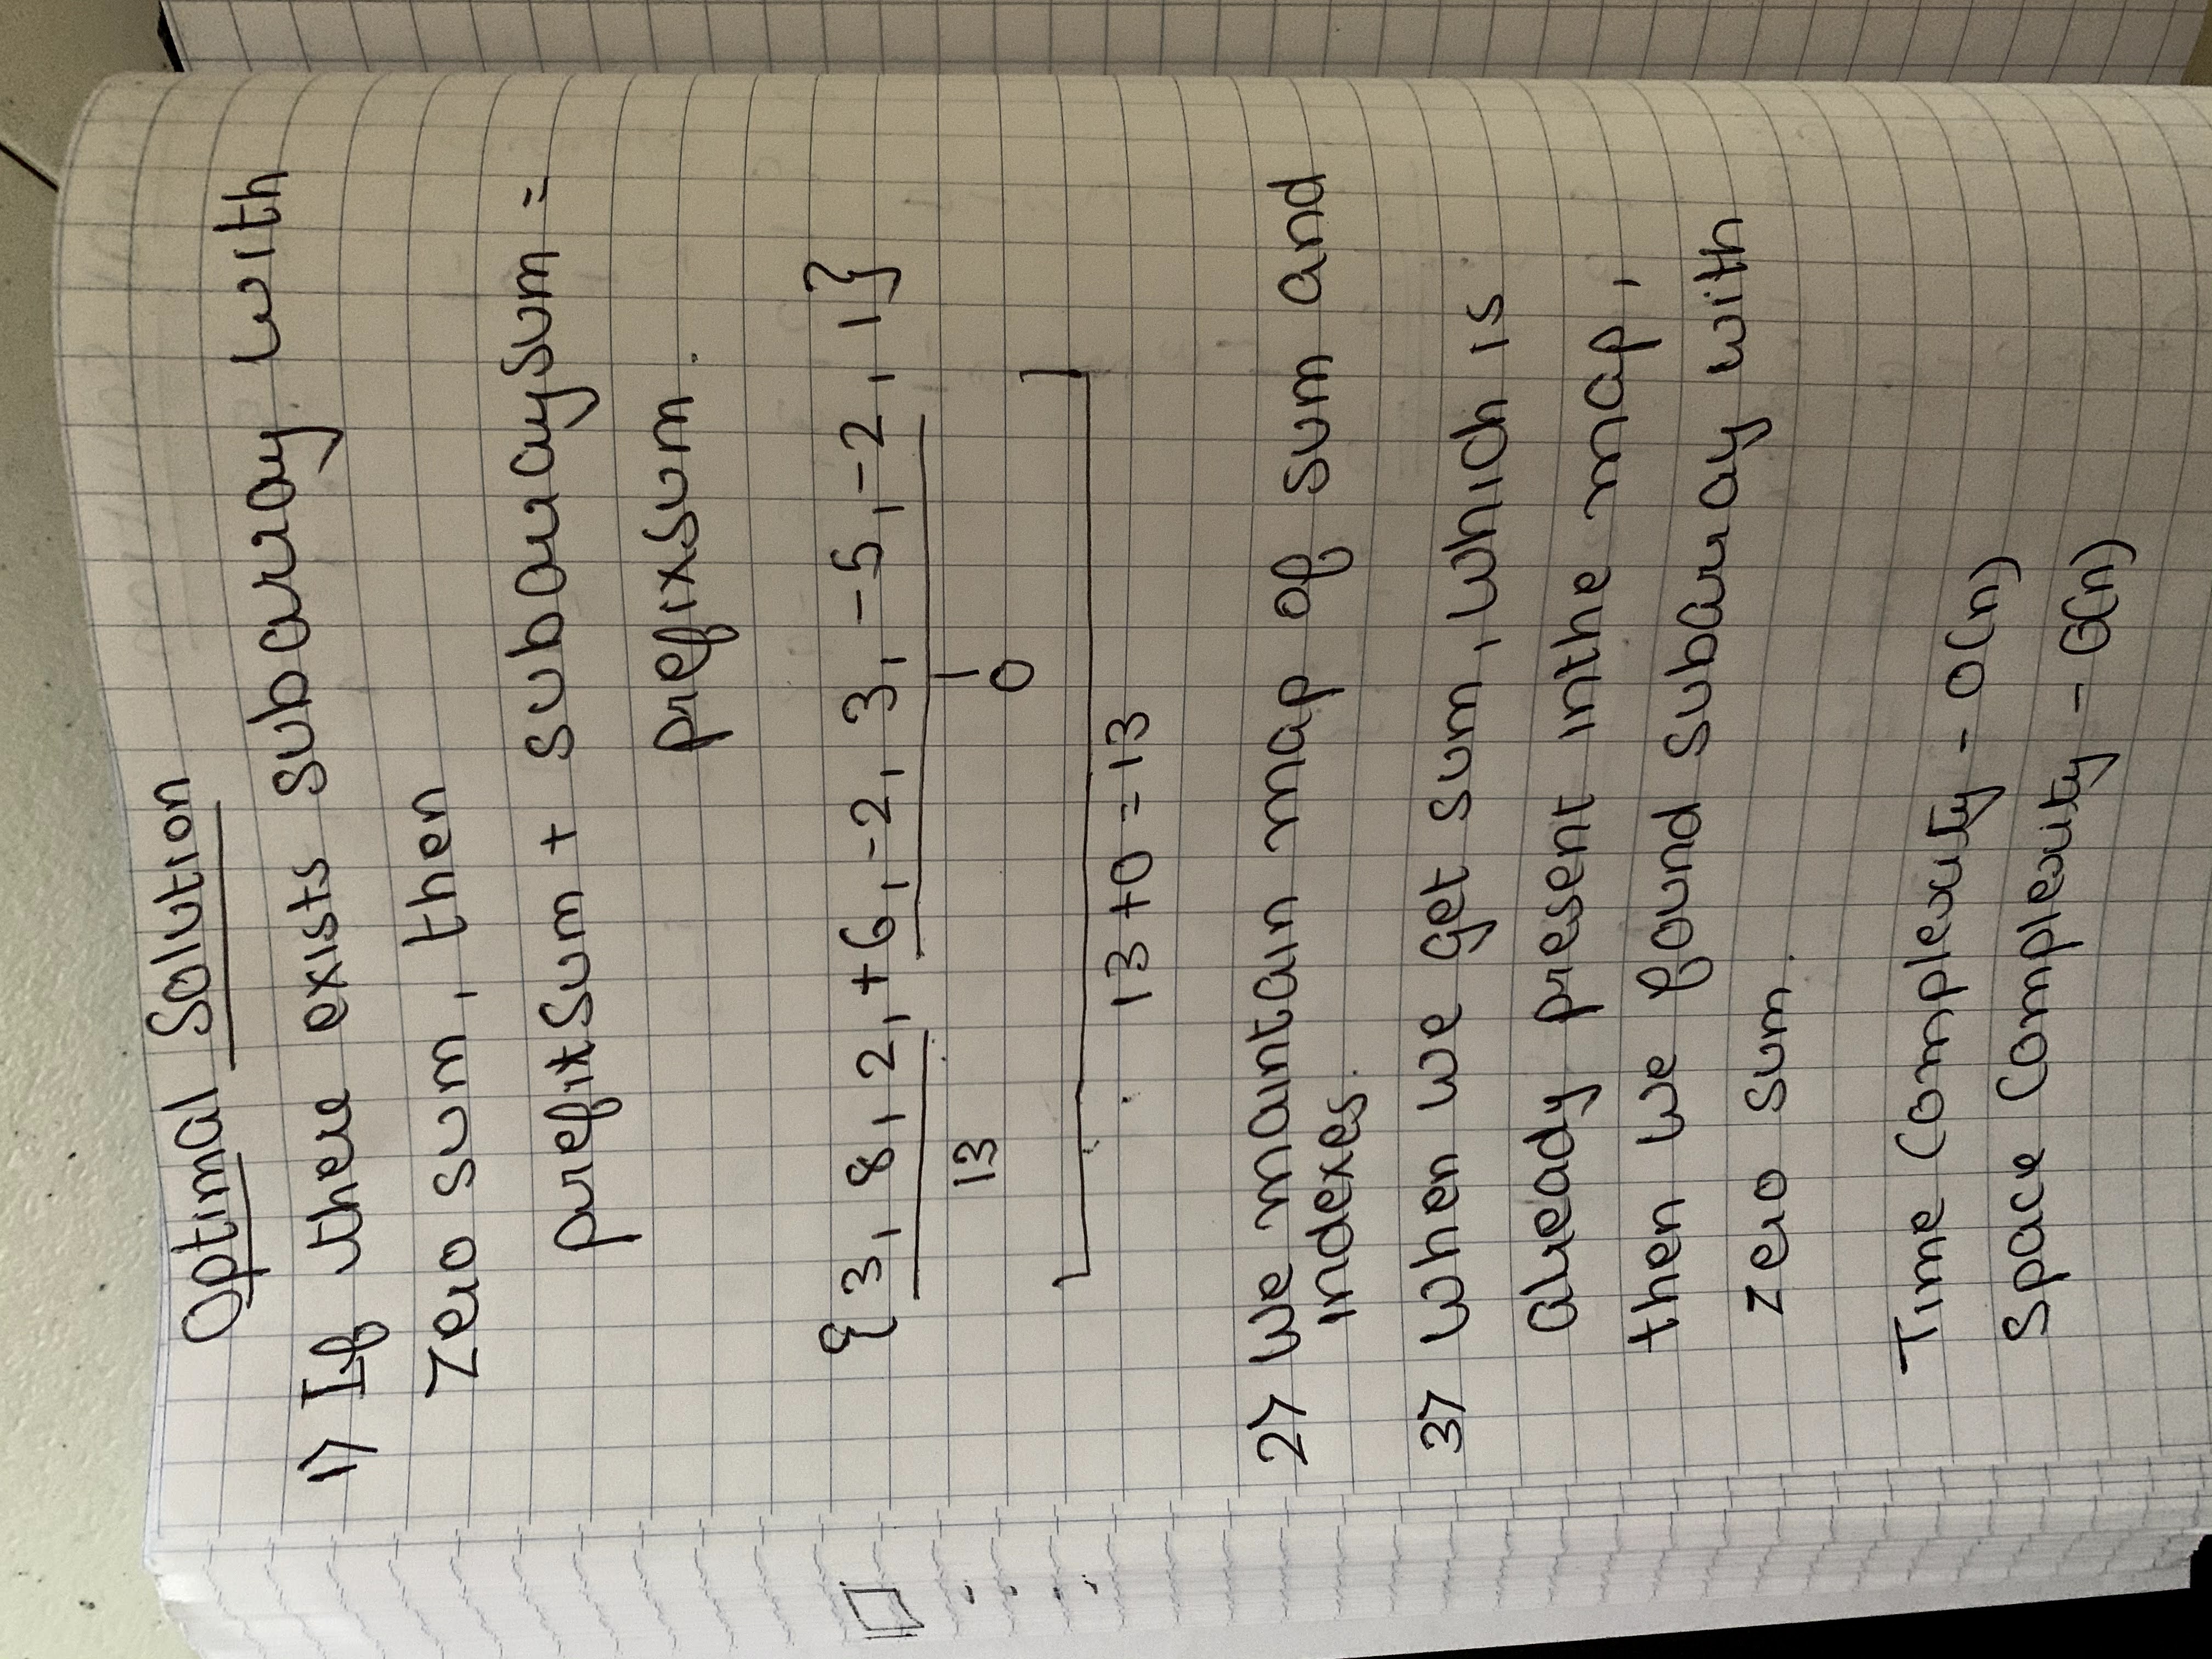 Optimal Solution
1) If there exists subarray with
zero sum, then
prefixsum + subarraysum =
prefixsum.
{3, 8, 2, +6, -2, 3, -5, -2, 1}
13
0
13+0=13
2) We maintain map of sum and
indexes.
3) When we get sum, which is
already present inthe map,
then we found subarray with
zero sum.
Time Complexity - O(n)
Space Complexity - O(n)